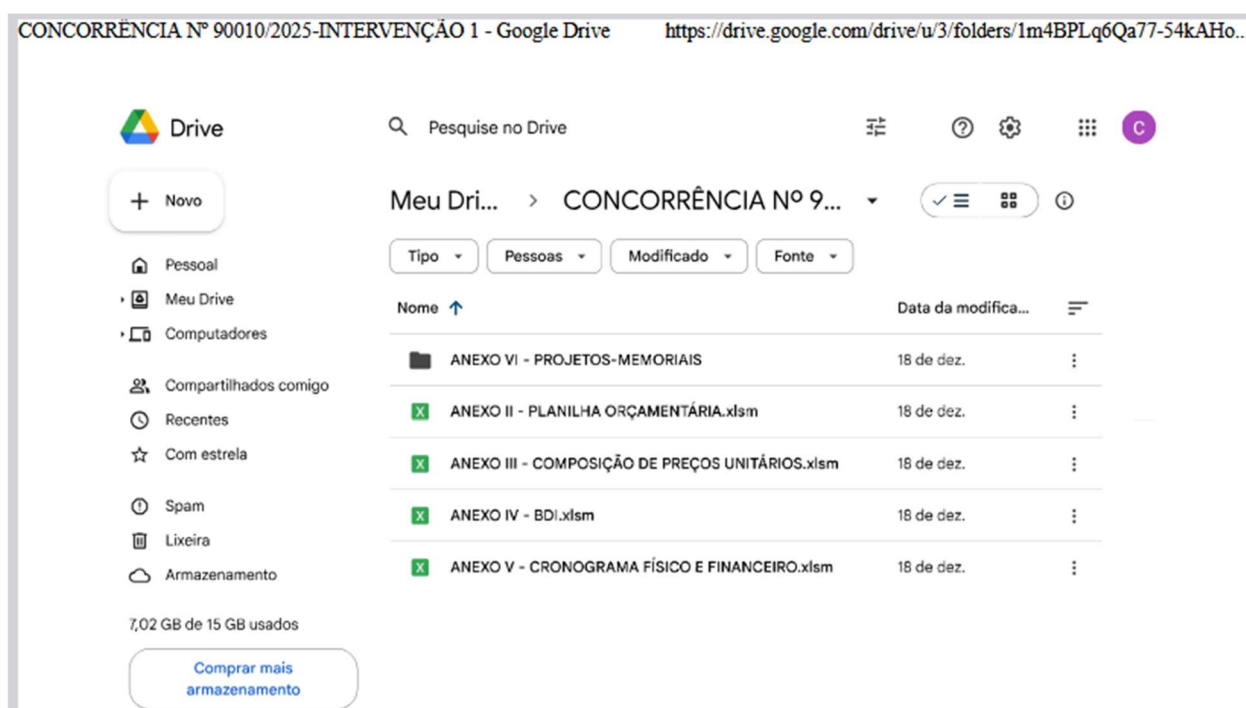 CONCORRÊNCIA Nº 90010/2025-INTERVENÇÃO 1 - Google Drive https://drive.google.com/drive/u/3/folders/1m4BPLq6Qa77-54kAHo...
Drive
Pesquise no Drive
C
Novo
Meu Dri... > CONCORRÊNCIA Nº 9...
Tipo Pessoas Modificado Fonte
Pessoal
Meu Drive
Computadores
Compartilhados comigo
Recentes
Com estrela
Spam
Lixeira
Armazenamento
7,02 GB de 15 GB usados
Comprar mais
armazenamento
Nome Data da modifica...
ANEXO VI - PROJETOS-MEMORIAIS 18 de dez.
ANEXO II - PLANILHA ORÇAMENTÁRIA.xlsm 18 de dez.
ANEXO III - COMPOSIÇÃO DE PREÇOS UNITÁRIOS.xlsm 18 de dez.
ANEXO IV - BDI.xlsm 18 de dez.
ANEXO V - CRONOGRAMA FÍSICO E FINANCEIRO.xlsm 18 de dez.